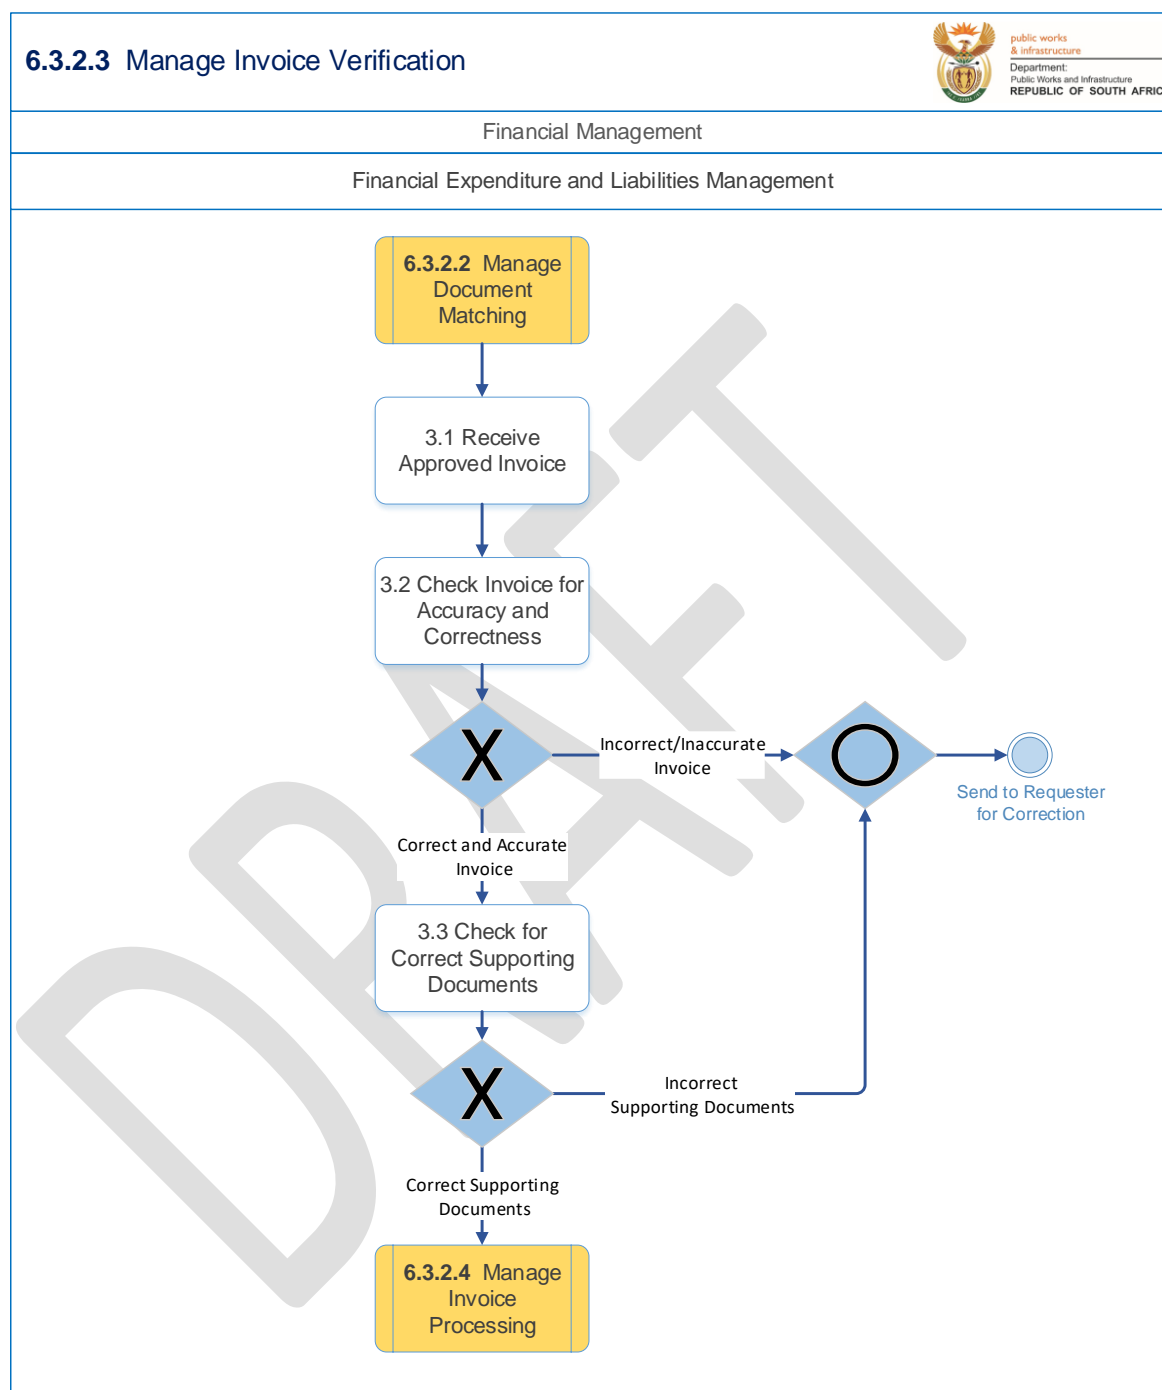 6.3.2.3 Manage Invoice Verification
public works
& infrastructure
Department:
Public Works and Infrastructure
REPUBLIC OF SOUTH AFRIC
Financial Management
Financial Expenditure and Liabilities Management
6.3.2.2 Manage
Document
Matching
3.1 Receive
Approved Invoice
3.2 Check Invoice for
Accuracy and
Correctness
X
Incorrect/Inaccurate
Invoice
Send to Requester
for Correction
Correct and Accurate
Invoice
3.3 Check for
Correct Supporting
Documents
X
Incorrect
Supporting Documents
Correct Supporting
Documents
6.3.2.4 Manage
Invoice
Processing
DRAFT